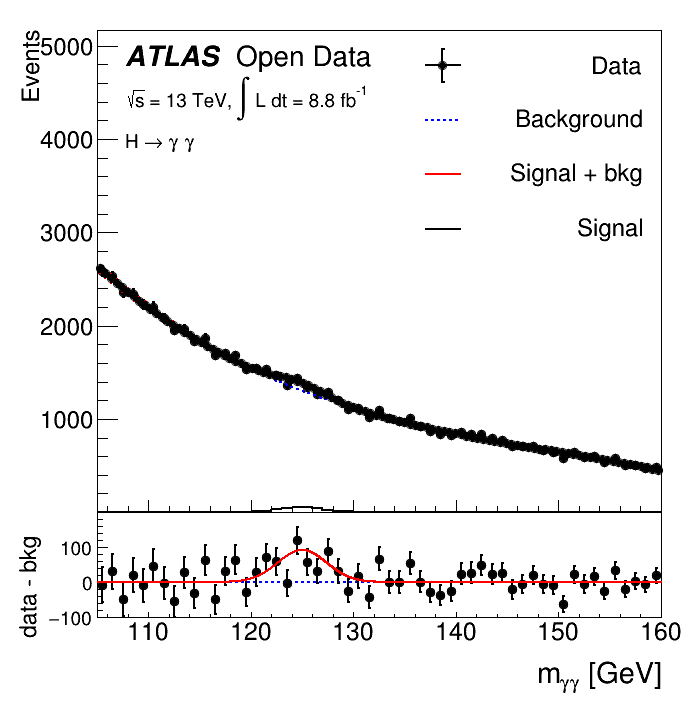 Events
5000
4000
3000
2000
1000
ATLAS Open Data
√s = 13 TeV, ∫ L dt = 8.8 fb⁻¹
H → γ γ
Data
Background
Signal + bkg
Signal
data - bkg
100
0
−100
110 120 130 140 150 160
mγγ [GeV]